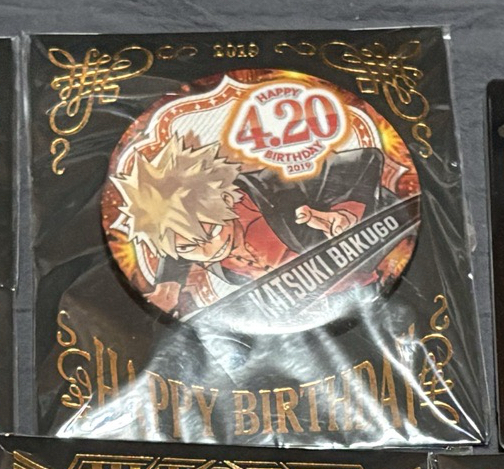 2019
HAPPY
4.20
BIRTHDAY
2019
KATSUKI BAKUGO
HAPPY BIRTHDAY